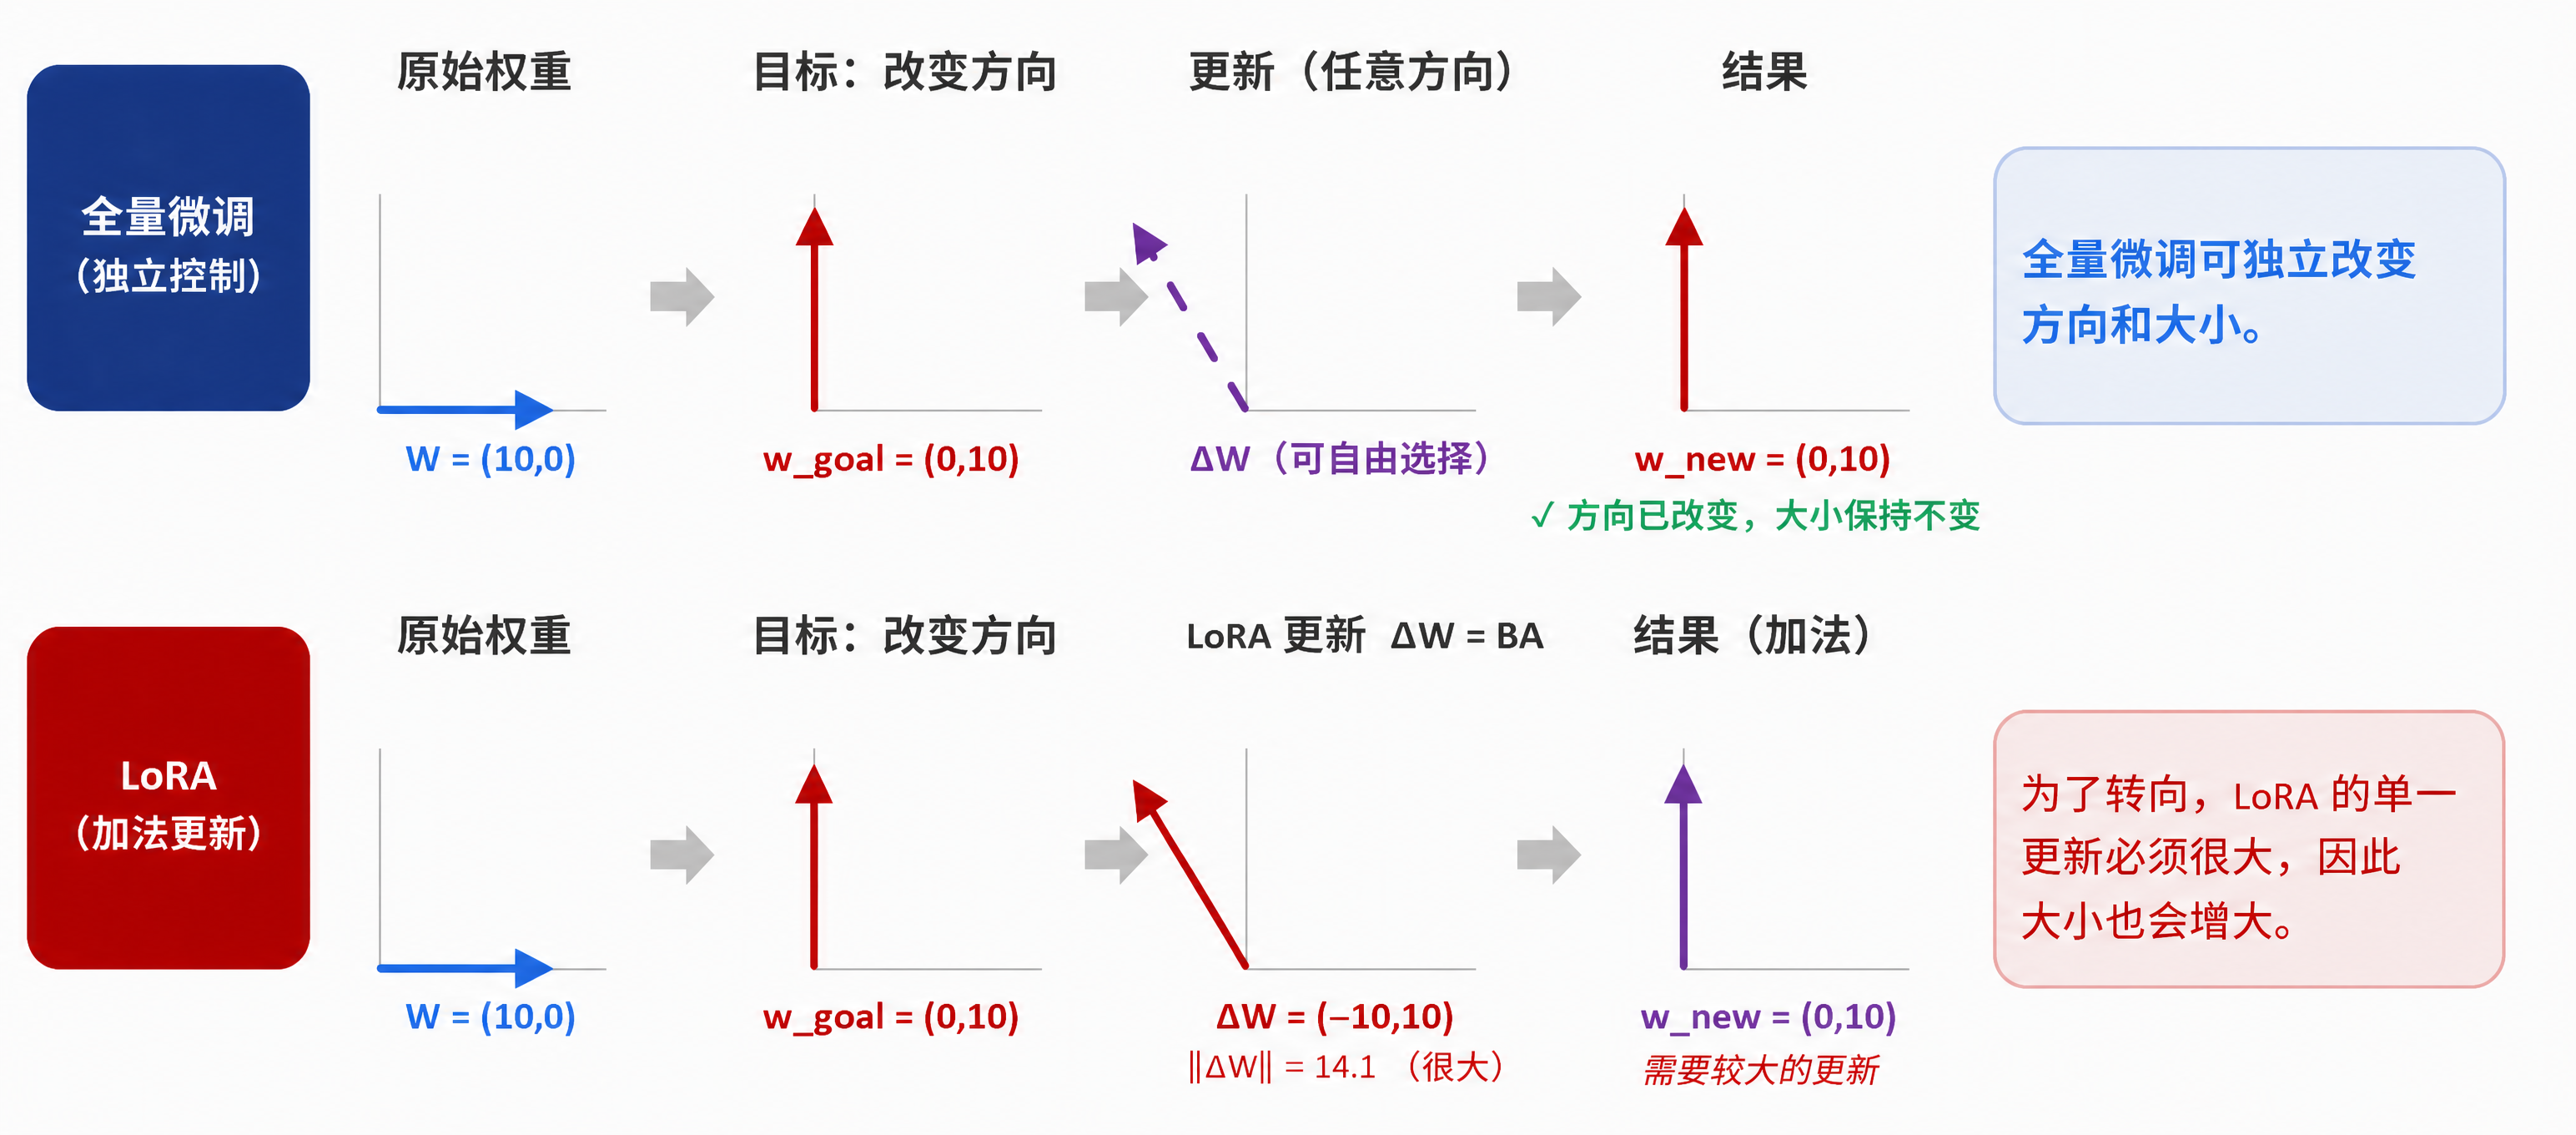 全量微调
（独立控制）
原始权重
目标：改变方向
更新（任意方向）
结果
W = (10,0)
w_goal = (0,10)
ΔW（可自由选择）
w_new = (0,10)
✓ 方向已改变，大小保持不变
全量微调可独立改变
方向和大小。
LoRA
（加法更新）
原始权重
目标：改变方向
LoRA 更新 ΔW = BA
结果（加法）
W = (10,0)
w_goal = (0,10)
ΔW = (−10,10)
‖ΔW‖ = 14.1 （很大）
w_new = (0,10)
需要较大的更新
为了转向，LoRA 的单一
更新必须很大，因此
大小也会增大。